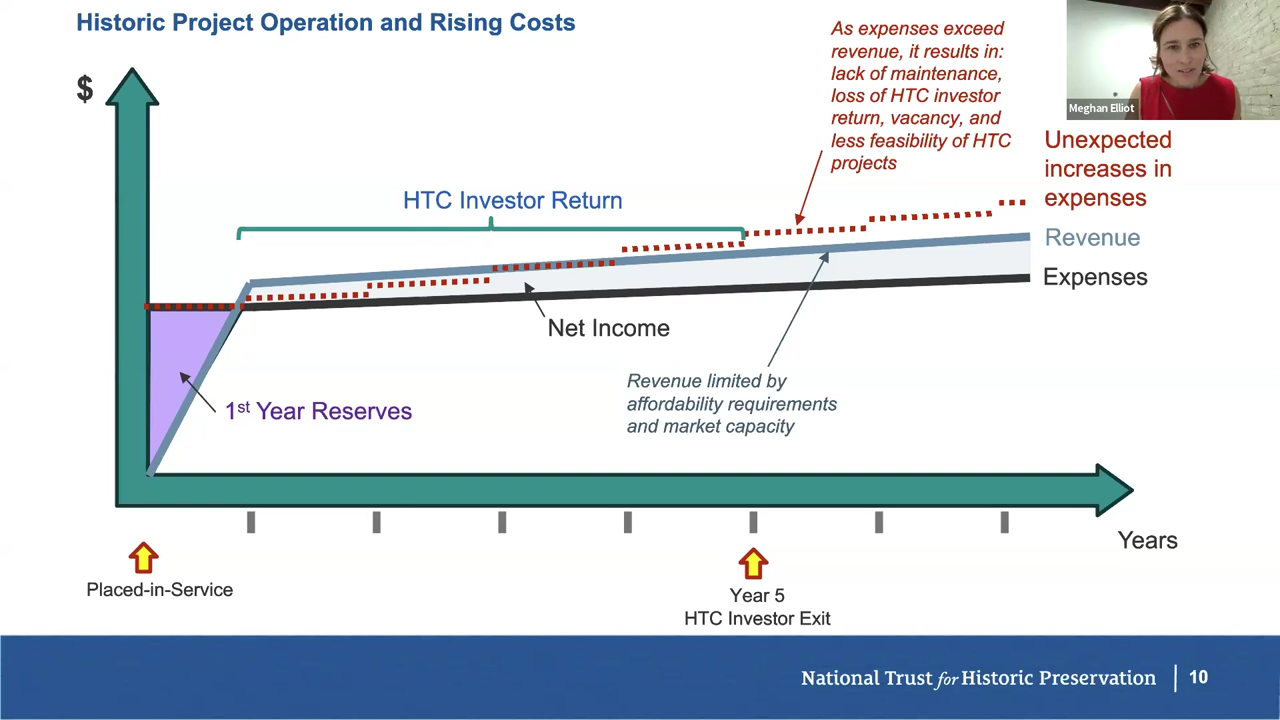 Historic Project Operation and Rising Costs
$
As expenses exceed
revenue, it results in:
lack of maintenance,
loss of HTC investor
return, vacancy, and
less feasibility of HTC
projects
Meghan Elliot
Unexpected
increases in
expenses
Revenue
Expenses
HTC Investor Return
Net Income
Revenue limited by
affordability requirements
and market capacity
1st Year Reserves
Years
Placed-in-Service
Year 5
HTC Investor Exit
National Trust for Historic Preservation
10